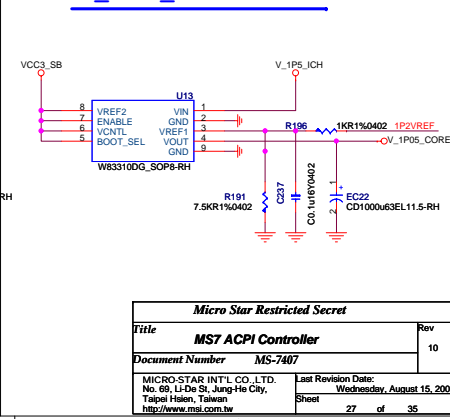 VCC3_SB
V_1P5_ICH
U13
8 VREF2 VIN 1
7 ENABLE GND 2
6 VCNTL VREF1 3
5 BOOT_SEL VOUT 4
GND 9
W83310DG_SOP8-RH
R196 1KR1%0402 1P2VREF
V_1P05_CORE
RH
R191
7.5KR1%0402
C237
C0.1u16Y0402
1
+
2
EC22
CD1000u63EL11.5-RH
Micro Star Restricted Secret
Title
MS7 ACPI Controller
Rev
10
Document Number MS-7407
MICRO-STAR INT'L CO.,LTD.
No. 69, Li-De St, Jung-He City,
Taipei Hsien, Taiwan
http://www.msi.com.tw
Last Revision Date:
Wednesday, August 15, 200
Sheet
27 of 35